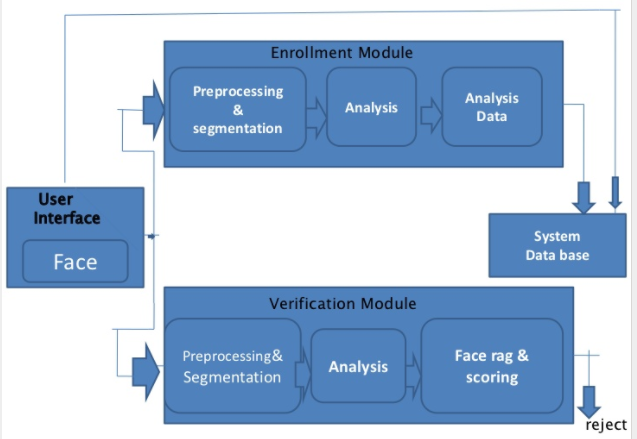 Enrollment Module
Preprocessing
&
segmentation
Analysis
Analysis
Data
User
Interface
Face
System
Data base
Verification Module
Preprocessing&
Segmentation
Analysis
Face rag &
scoring
reject